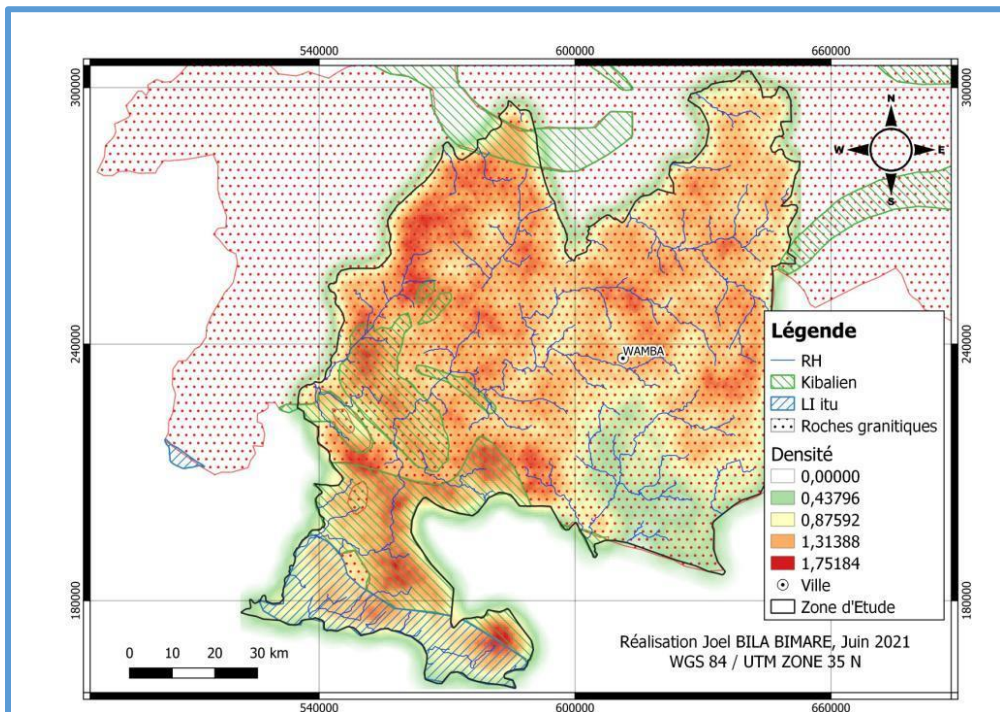 540000 600000 660000
300000 300000
N
W E
S
240000 240000
WAMBA
Légende
RH
Kibalien
LI itu
Roches granitiques
Densité
0,00000
0,43796
0,87592
1,31388
1,75184
Ville
Zone d'Etude
180000 180000
Réalisation Joel BILA BIMARE, Juin 2021
WGS 84 / UTM ZONE 35 N
0 10 20 30 km
540000 600000 660000